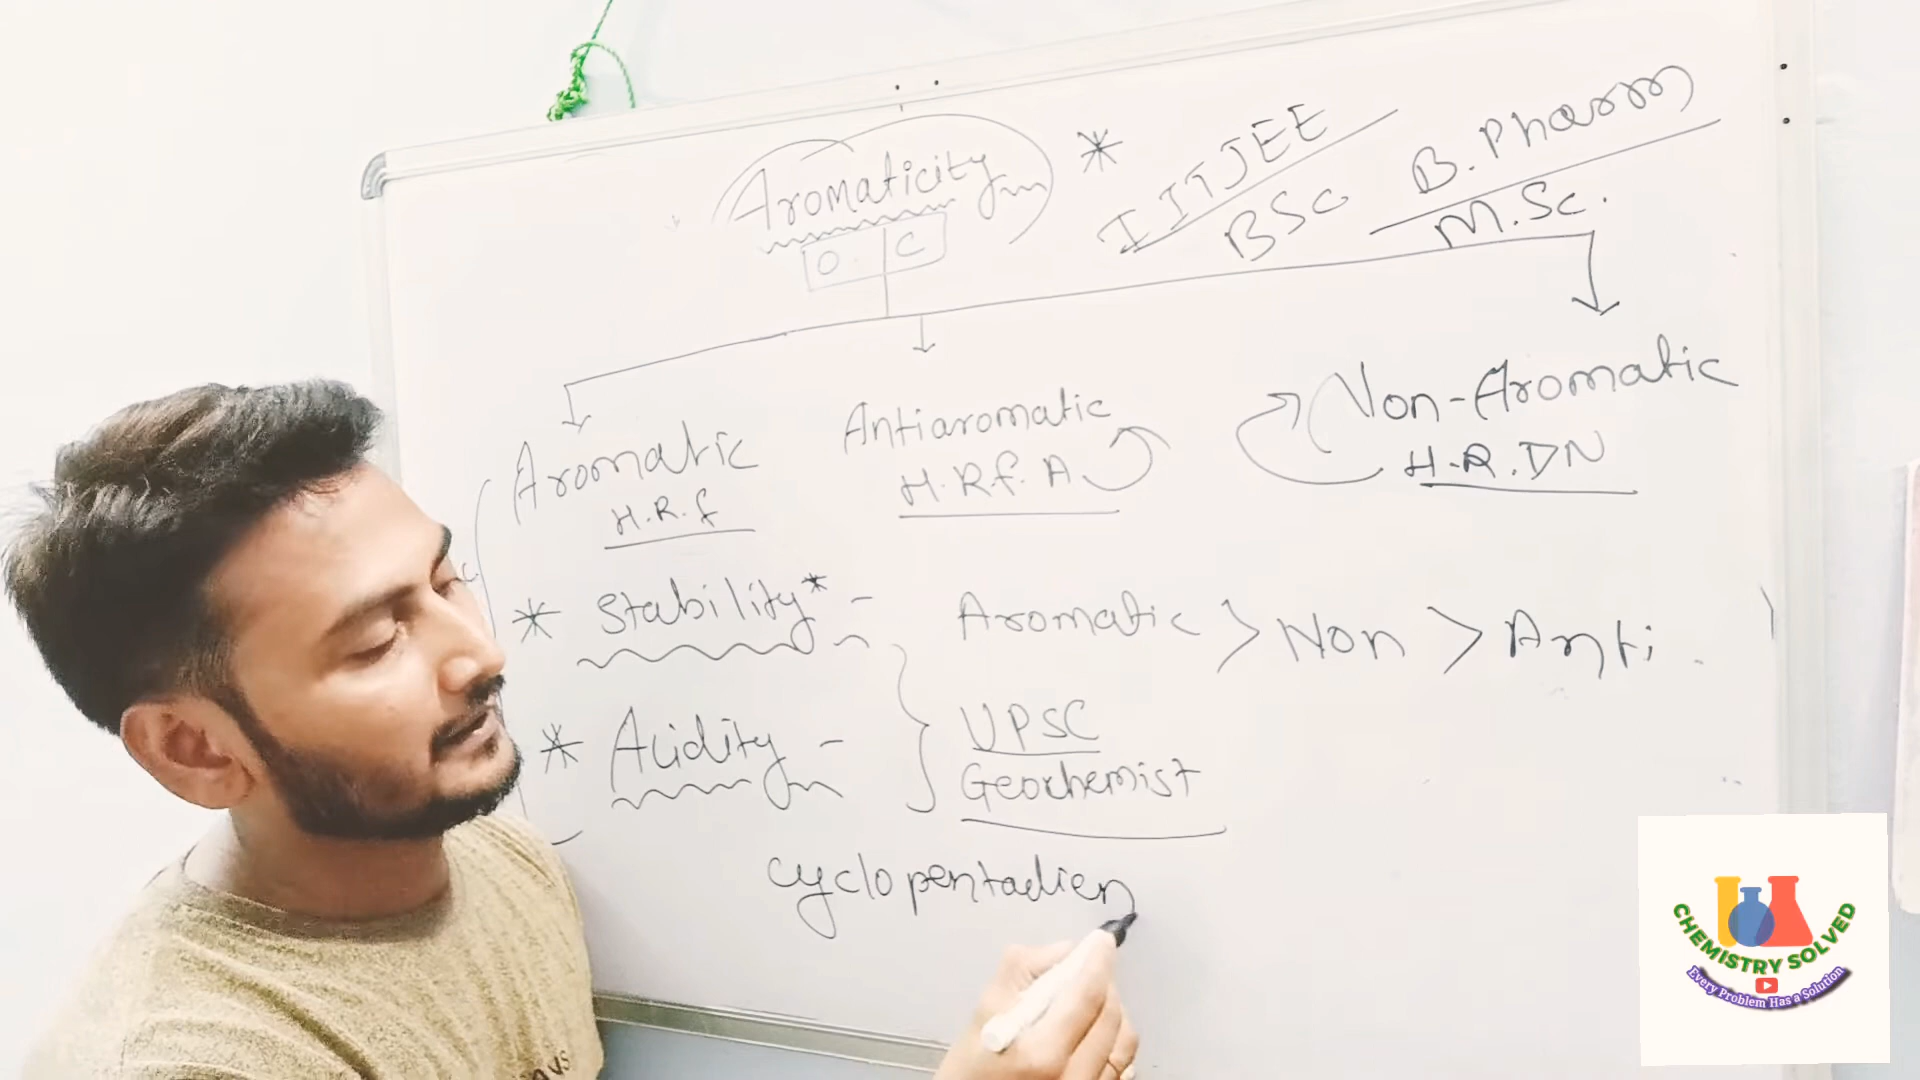 Aromaticity *
O. C
IITJEE
BSc
B. Pharm
M.Sc.
Aromatic
H.R.f
Antiaromatic
H.Rf.A
Non-Aromatic
H.R.DN
* Stability* - Aromatic > Non > Anti
* Acidity -
UPSC
Geochemist
cyclopentadien
CHEMISTRY SOLVED
Every Problem Has a Solution